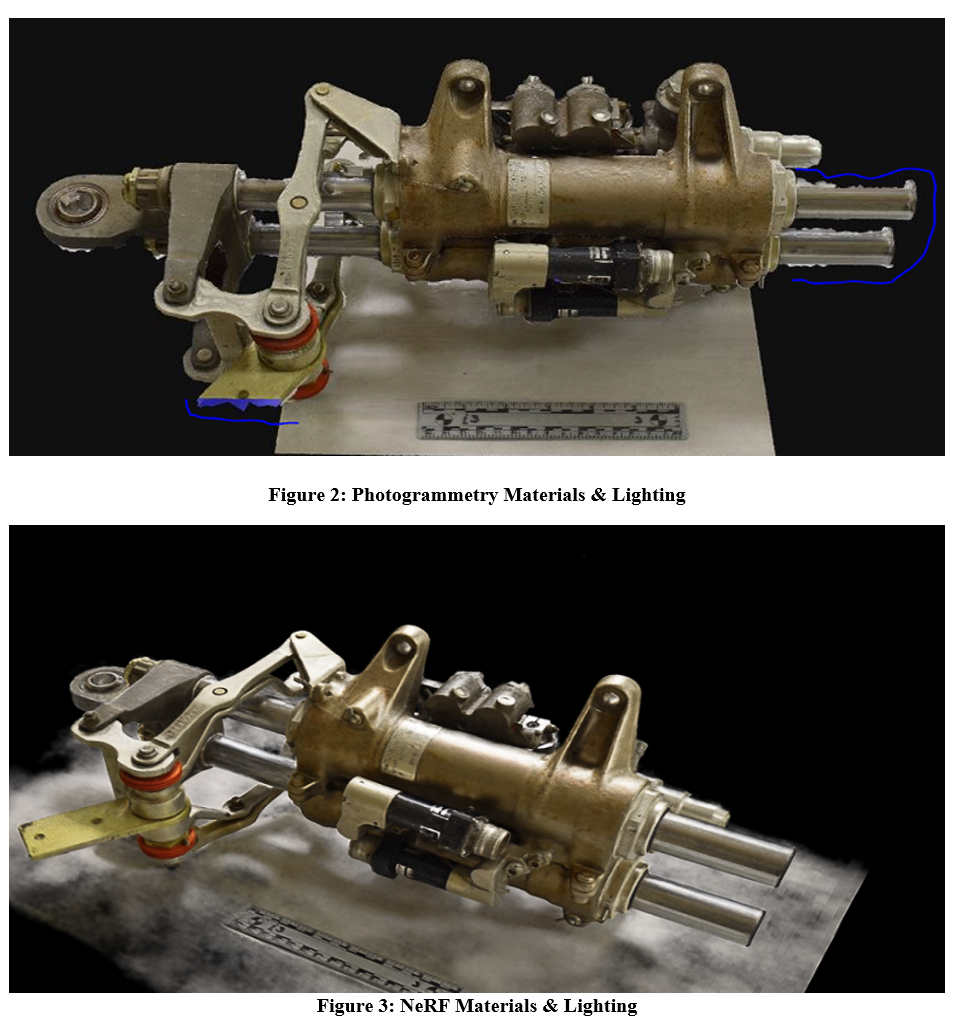 Figure 2: Photogrammetry Materials & Lighting
Figure 3: NeRF Materials & Lighting